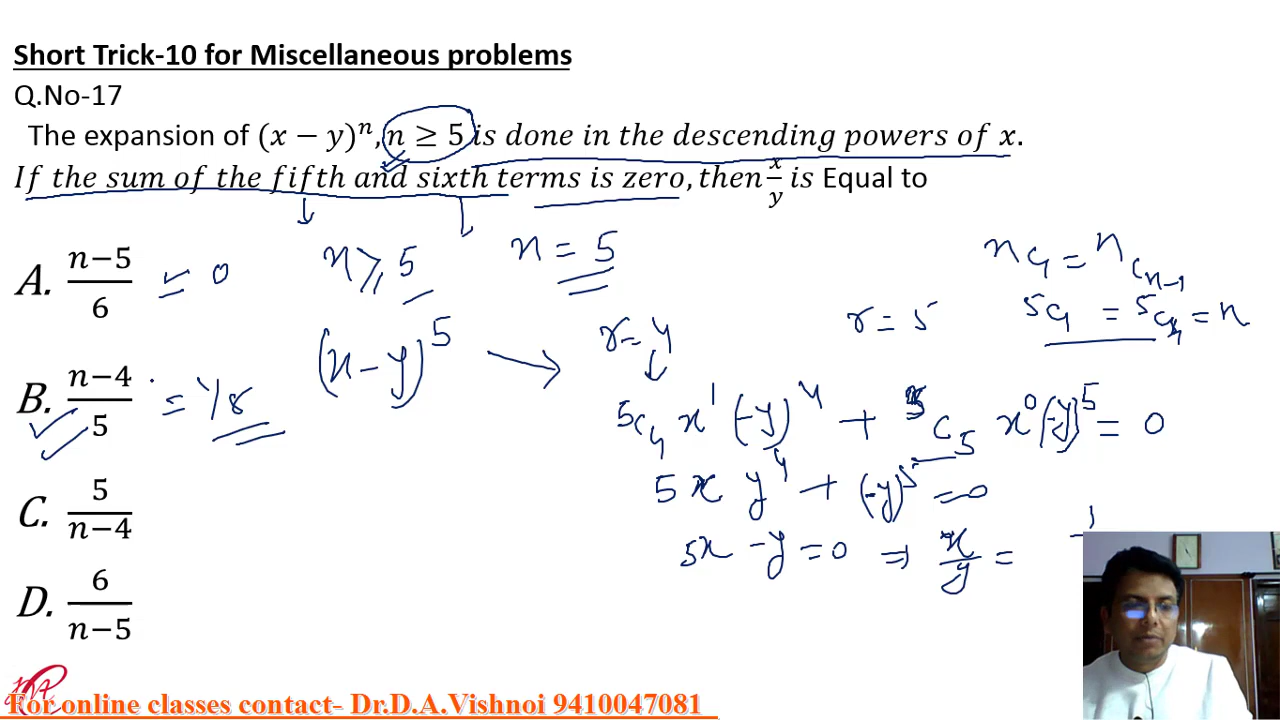 Short Trick-10 for Miscellaneous problems
Q.No-17
The expansion of (x − y)ⁿ, n ≥ 5 is done in the descending powers of x.
If the sum of the fifth and sixth terms is zero, then x/y is Equal to
A. n−5/6 = 0
n ≥ 5
n = 5
nC₁ = nCₙ₋₁
5C₁ = 5C₄ = n
r = 4
r = 5
(x − y)⁵
B. n−4/5 = 1/5
5C₄ x¹ (−y)⁴ + 5C₅ x⁰ (−y)⁵ = 0
5x y⁴ + (−y)⁵ = 0
C. 5/n−4
5x − y = 0 ⇒ x/y =
D. 6/n−5
For online classes contact- Dr.D.A.Vishnoi 9410047081